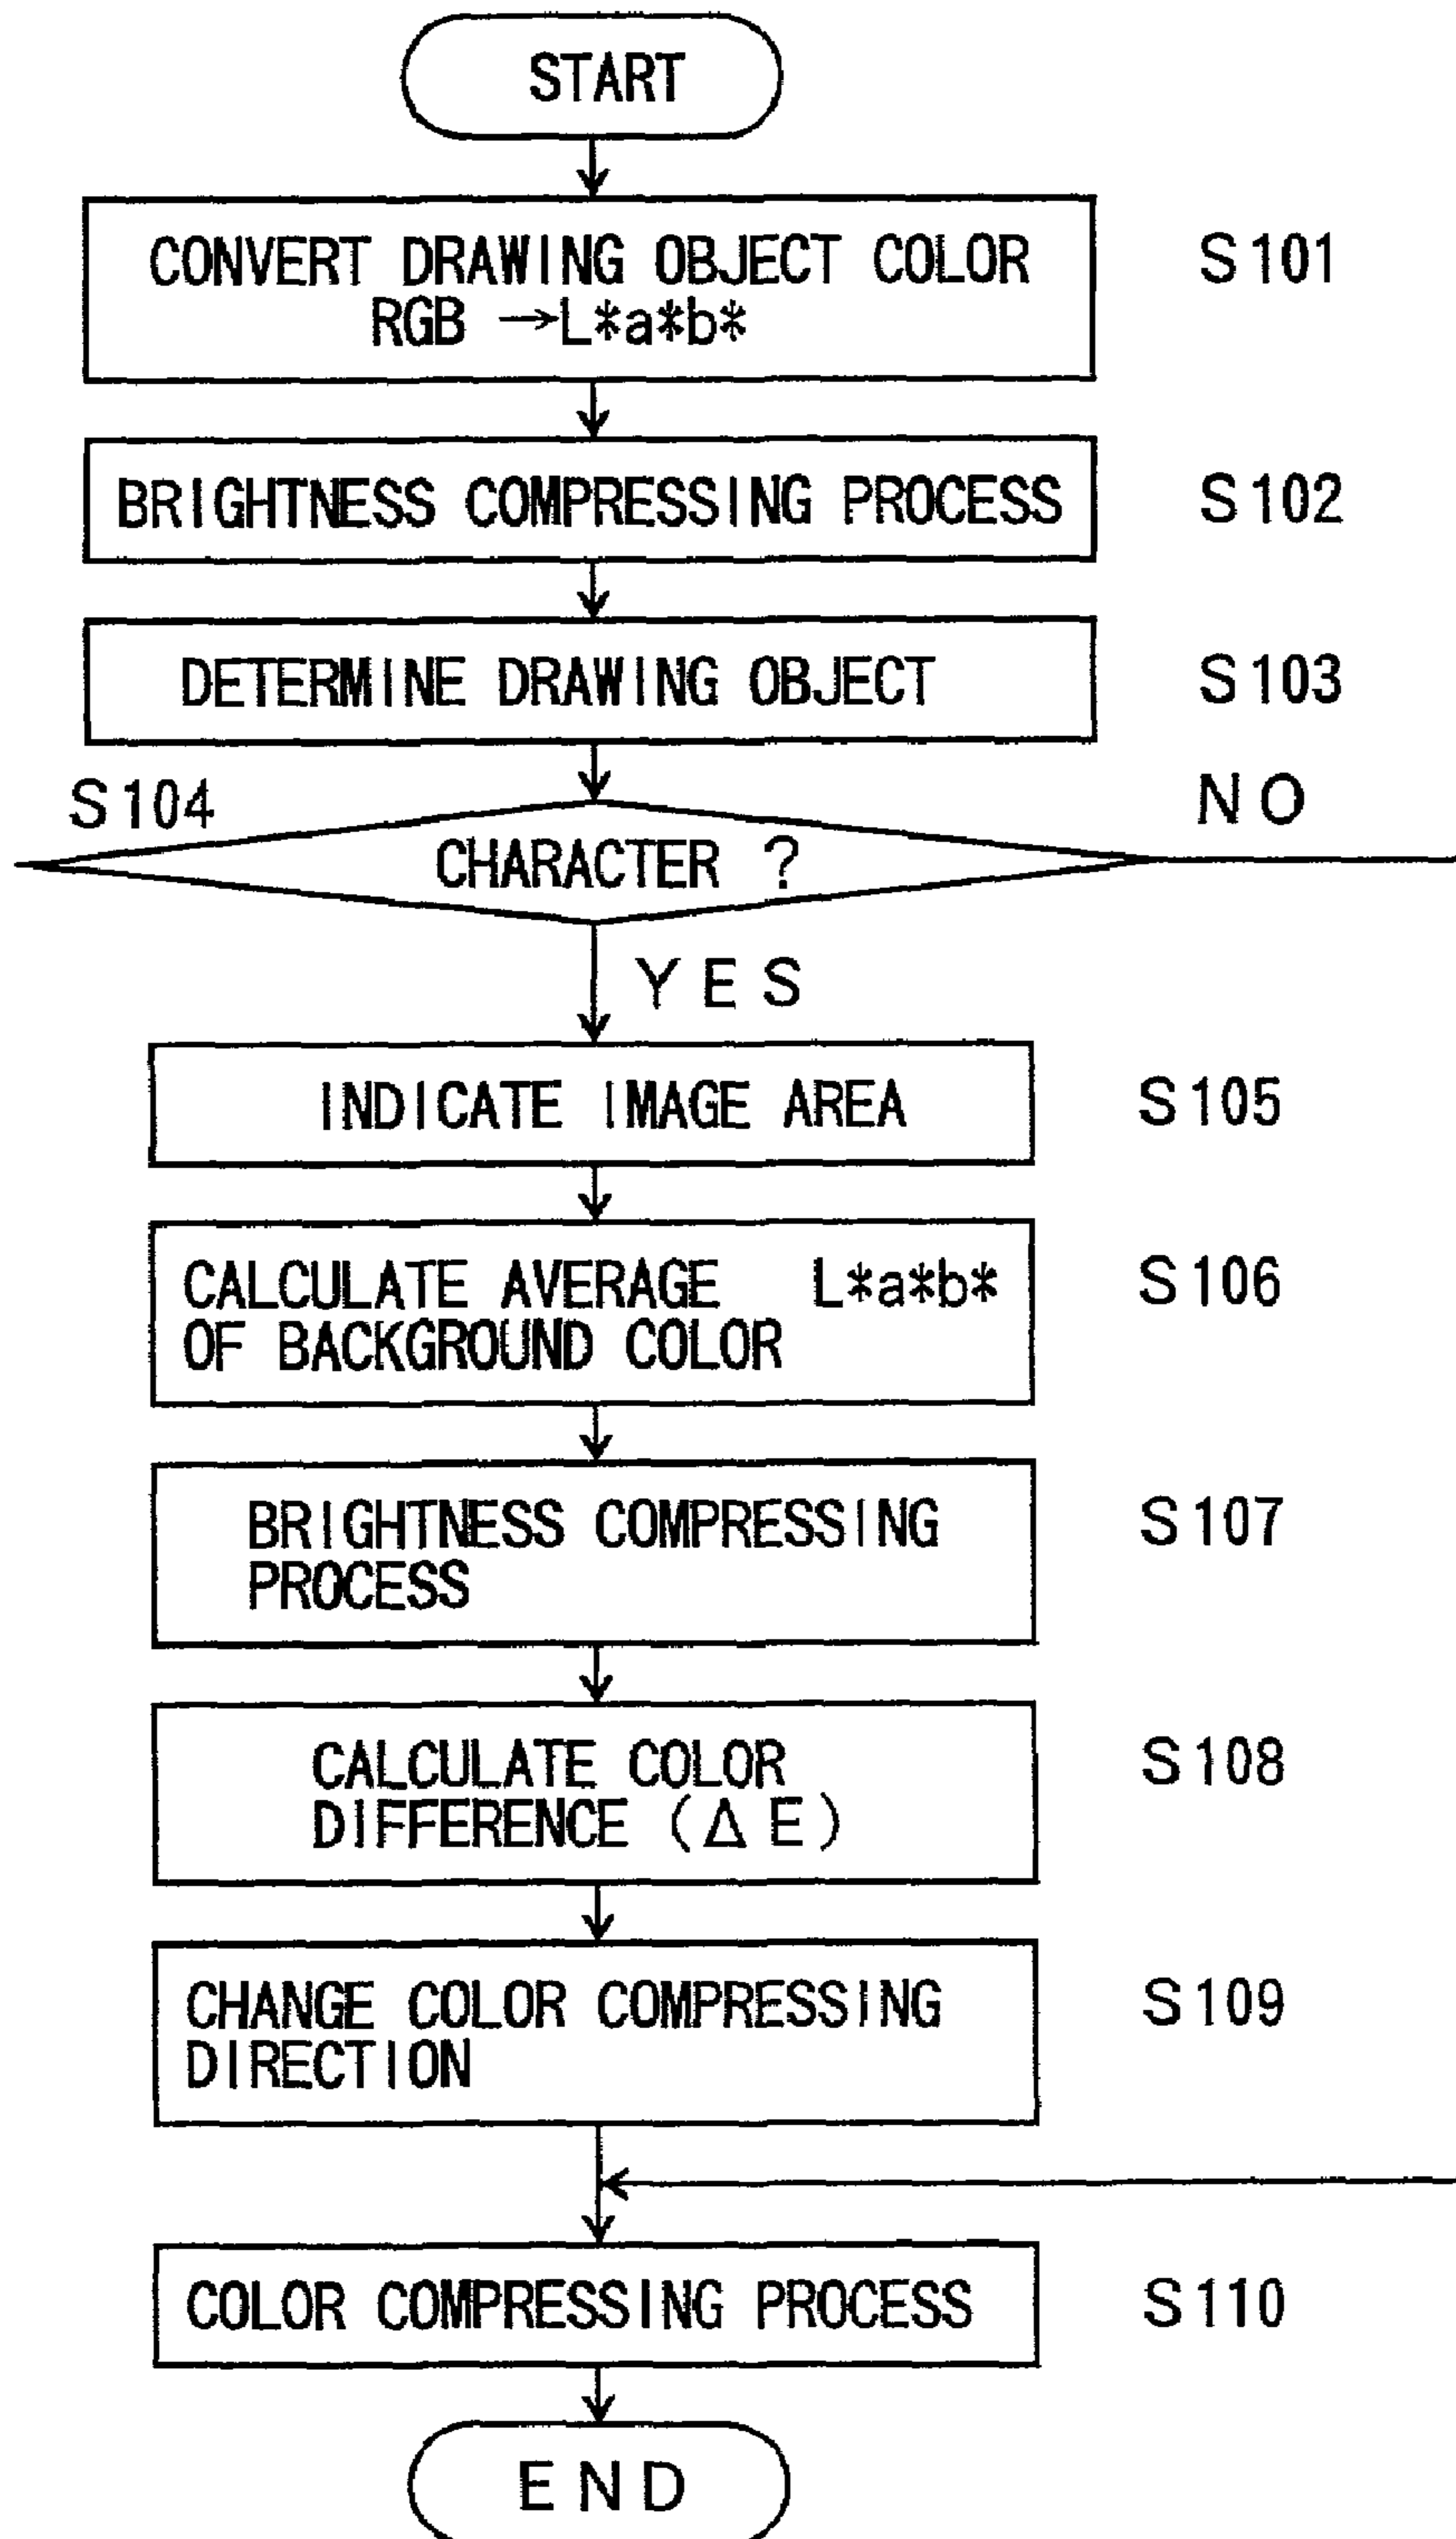 START
CONVERT DRAWING OBJECT COLOR
RGB →L*a*b*
S101
BRIGHTNESS COMPRESSING PROCESS
S102
DETERMINE DRAWING OBJECT
S103
S104
CHARACTER ?
NO
YES
INDICATE IMAGE AREA
S105
CALCULATE AVERAGE L*a*b*
OF BACKGROUND COLOR
S106
BRIGHTNESS COMPRESSING
PROCESS
S107
CALCULATE COLOR
DIFFERENCE (Δ E)
S108
CHANGE COLOR COMPRESSING
DIRECTION
S109
COLOR COMPRESSING PROCESS
S110
END